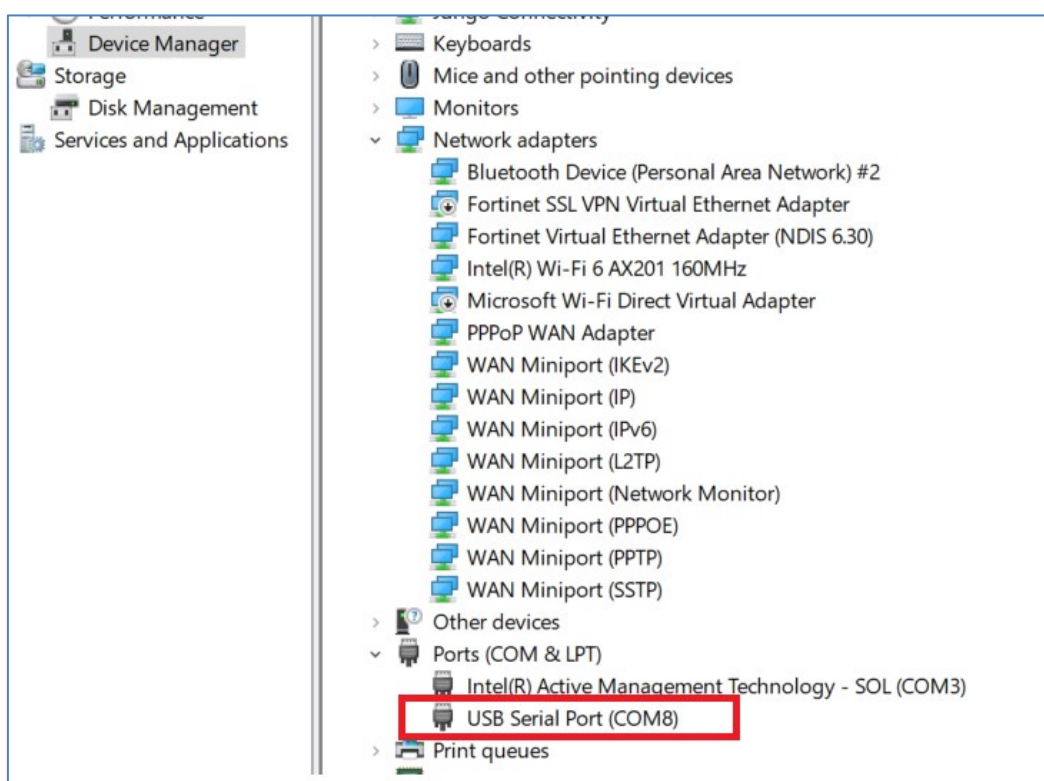 Performance
Device Manager
Storage
Disk Management
Services and Applications
Jungo Connectivity
Keyboards
Mice and other pointing devices
Monitors
Network adapters
Bluetooth Device (Personal Area Network) #2
Fortinet SSL VPN Virtual Ethernet Adapter
Fortinet Virtual Ethernet Adapter (NDIS 6.30)
Intel(R) Wi-Fi 6 AX201 160MHz
Microsoft Wi-Fi Direct Virtual Adapter
PPPoP WAN Adapter
WAN Miniport (IKEv2)
WAN Miniport (IP)
WAN Miniport (IPv6)
WAN Miniport (L2TP)
WAN Miniport (Network Monitor)
WAN Miniport (PPPOE)
WAN Miniport (PPTP)
WAN Miniport (SSTP)
Other devices
Ports (COM & LPT)
Intel(R) Active Management Technology - SOL (COM3)
USB Serial Port (COM8)
Print queues